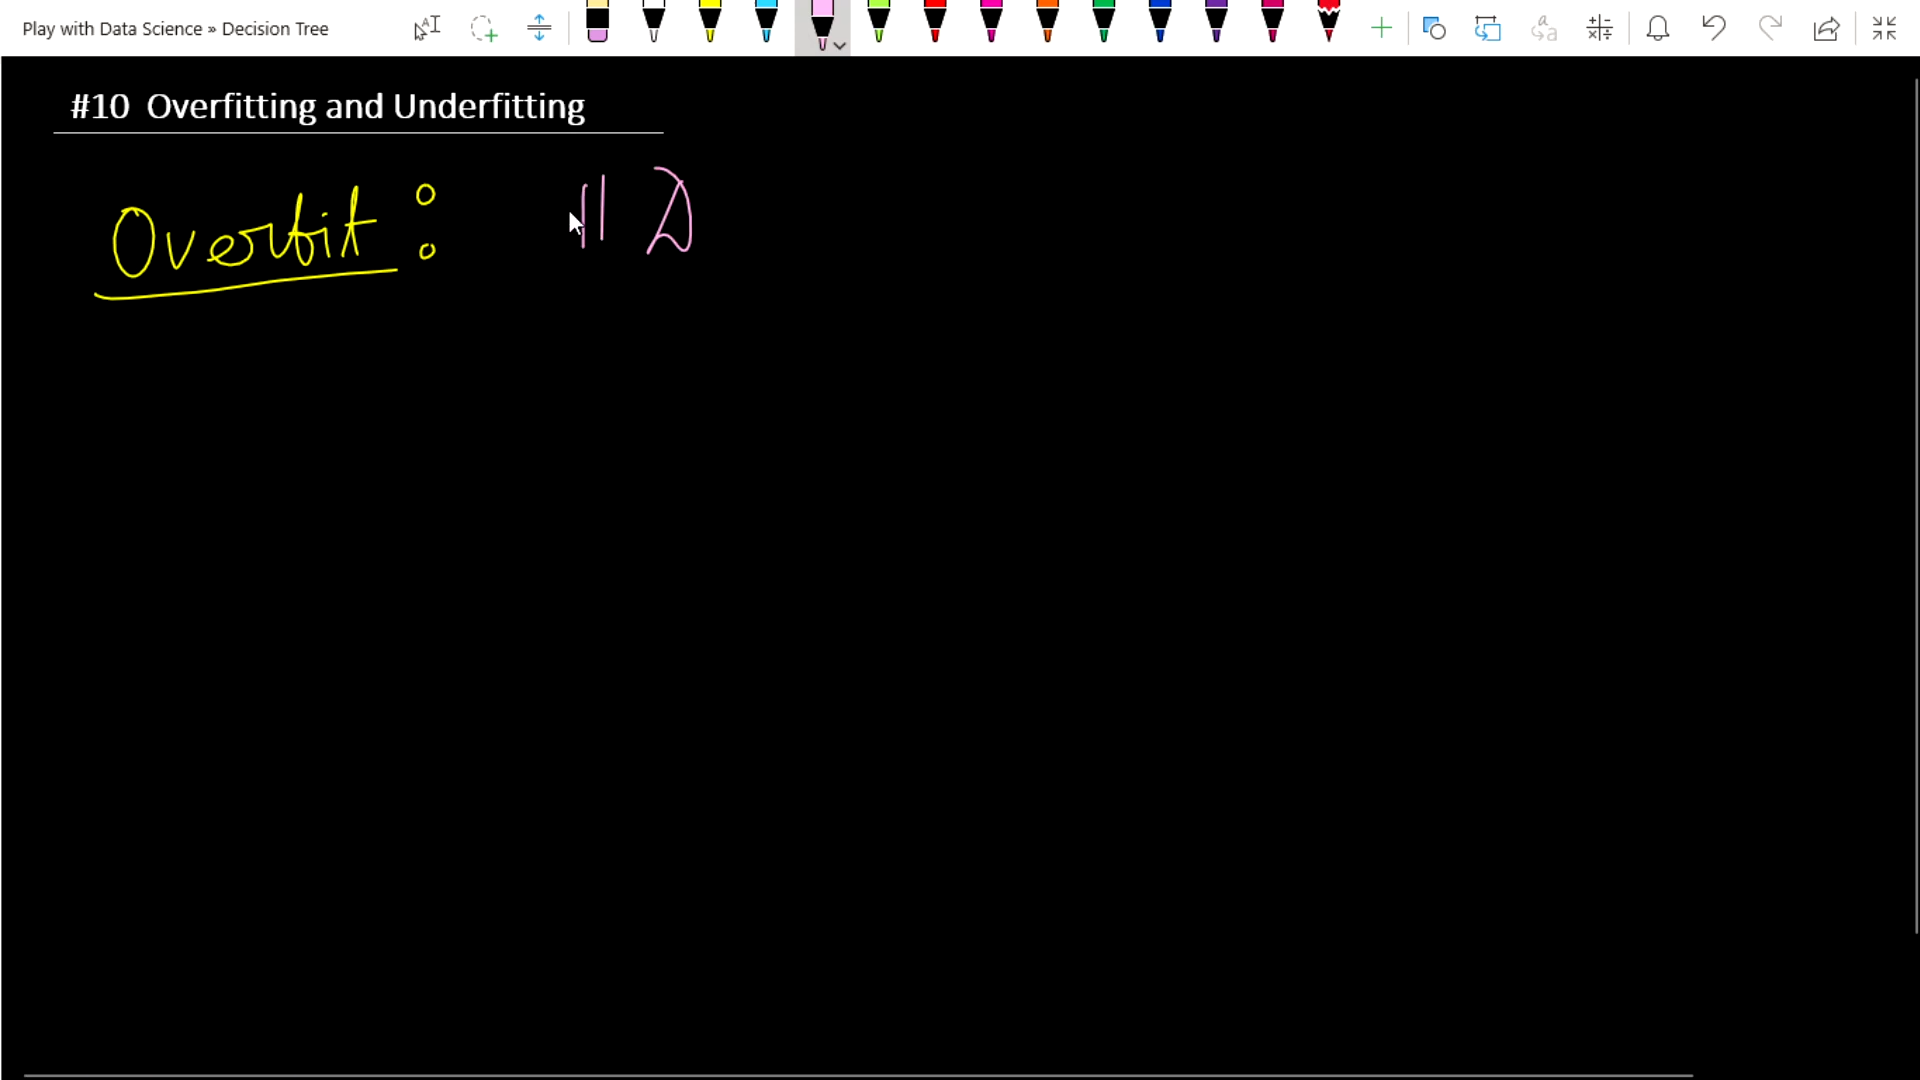 Play with Data Science » Decision Tree
#10 Overfitting and Underfitting
Overfit :